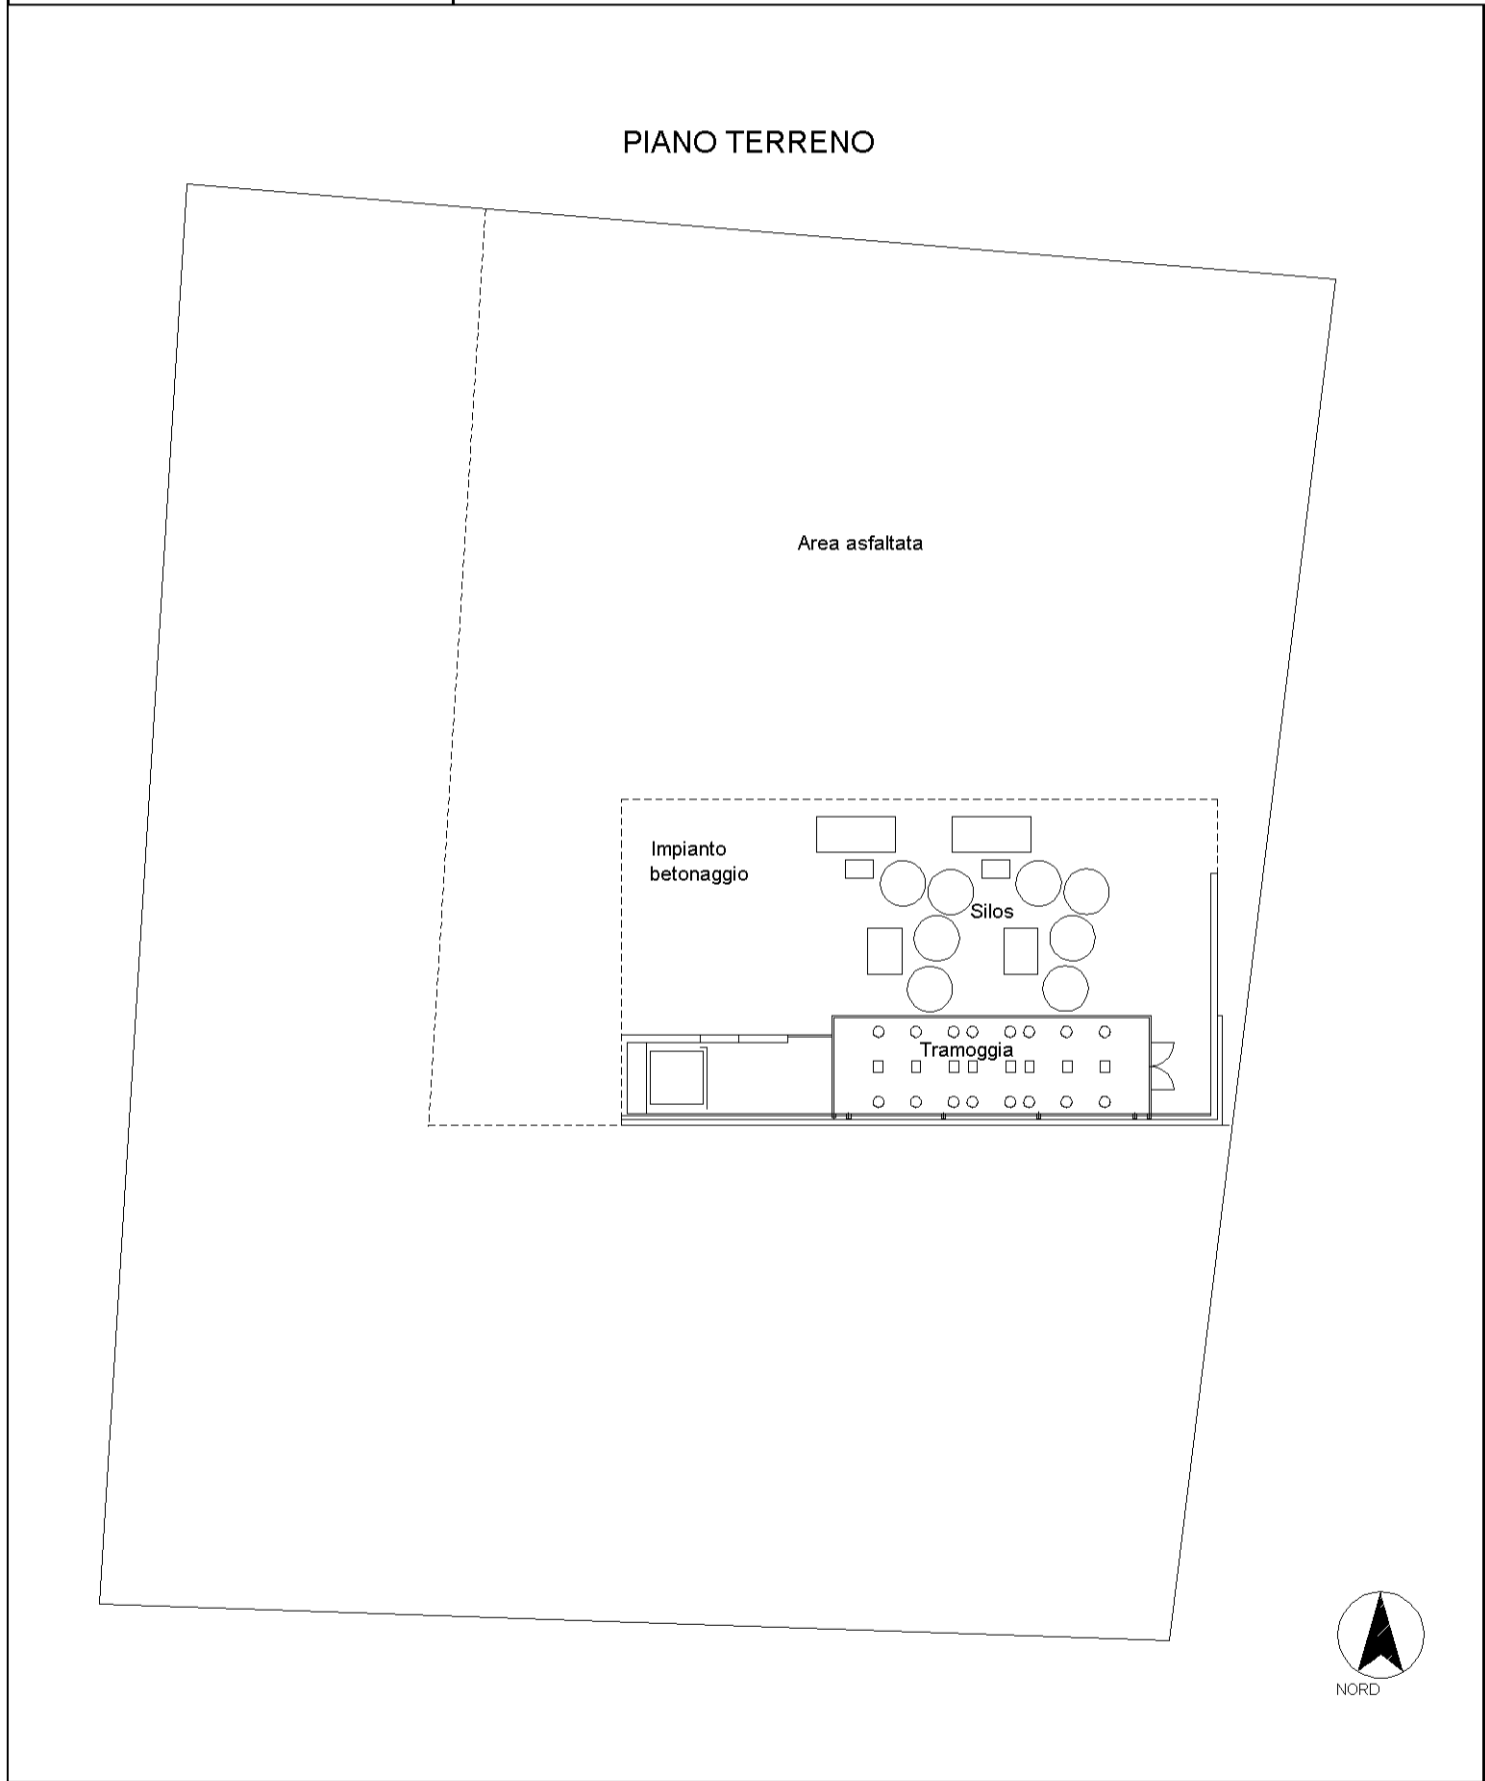 PIANO TERRENO
Area asfaltata
Impianto
betonaggio
Silos
Tramoggia
NORD